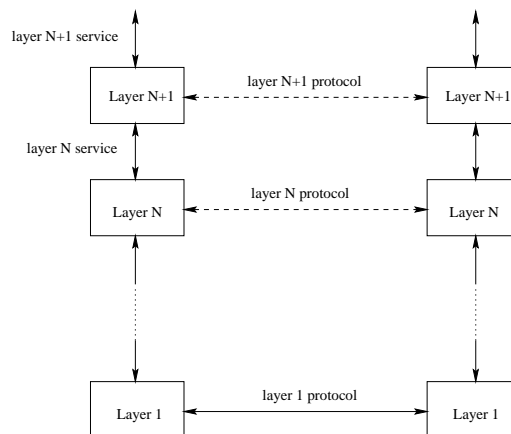 layer N+1 service
Layer N+1
layer N+1 protocol
Layer N+1
layer N service
Layer N
layer N protocol
Layer N
Layer 1
layer 1 protocol
Layer 1